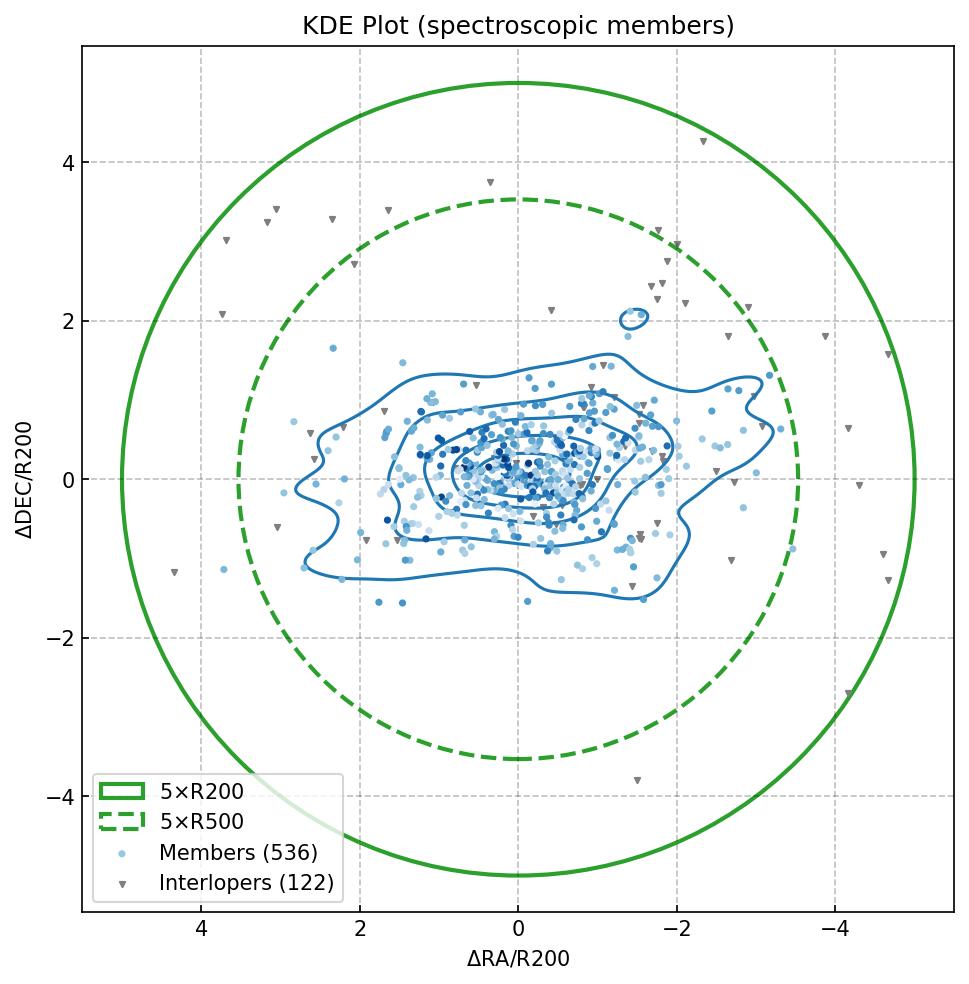 KDE Plot (spectroscopic members)
4
2
0
−2
−4
ΔDEC/R200
5×R200
5×R500
Members (536)
Interlopers (122)
4
2
0
−2
−4
ΔRA/R200